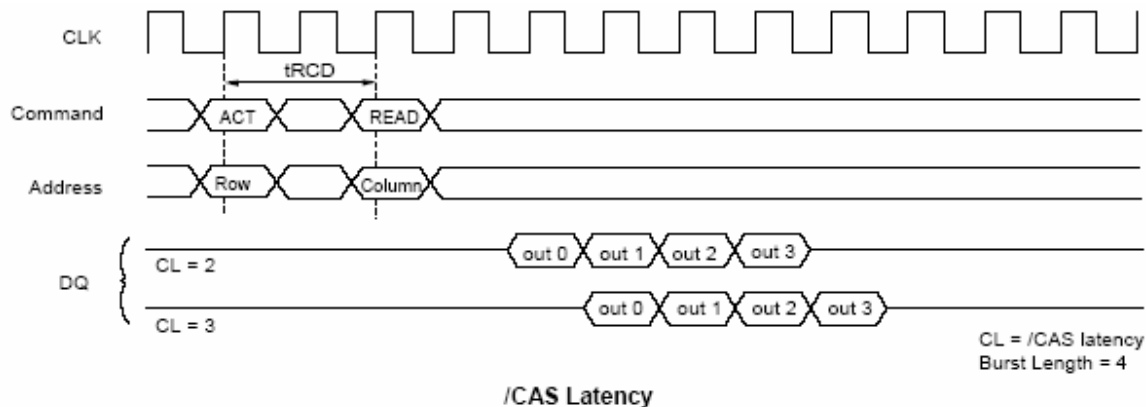 CLK
tRCD
Command
ACT
READ
Address
Row
Column
DQ
CL = 2
out 0
out 1
out 2
out 3
CL = 3
out 0
out 1
out 2
out 3
CL = /CAS latency
Burst Length = 4
/CAS Latency